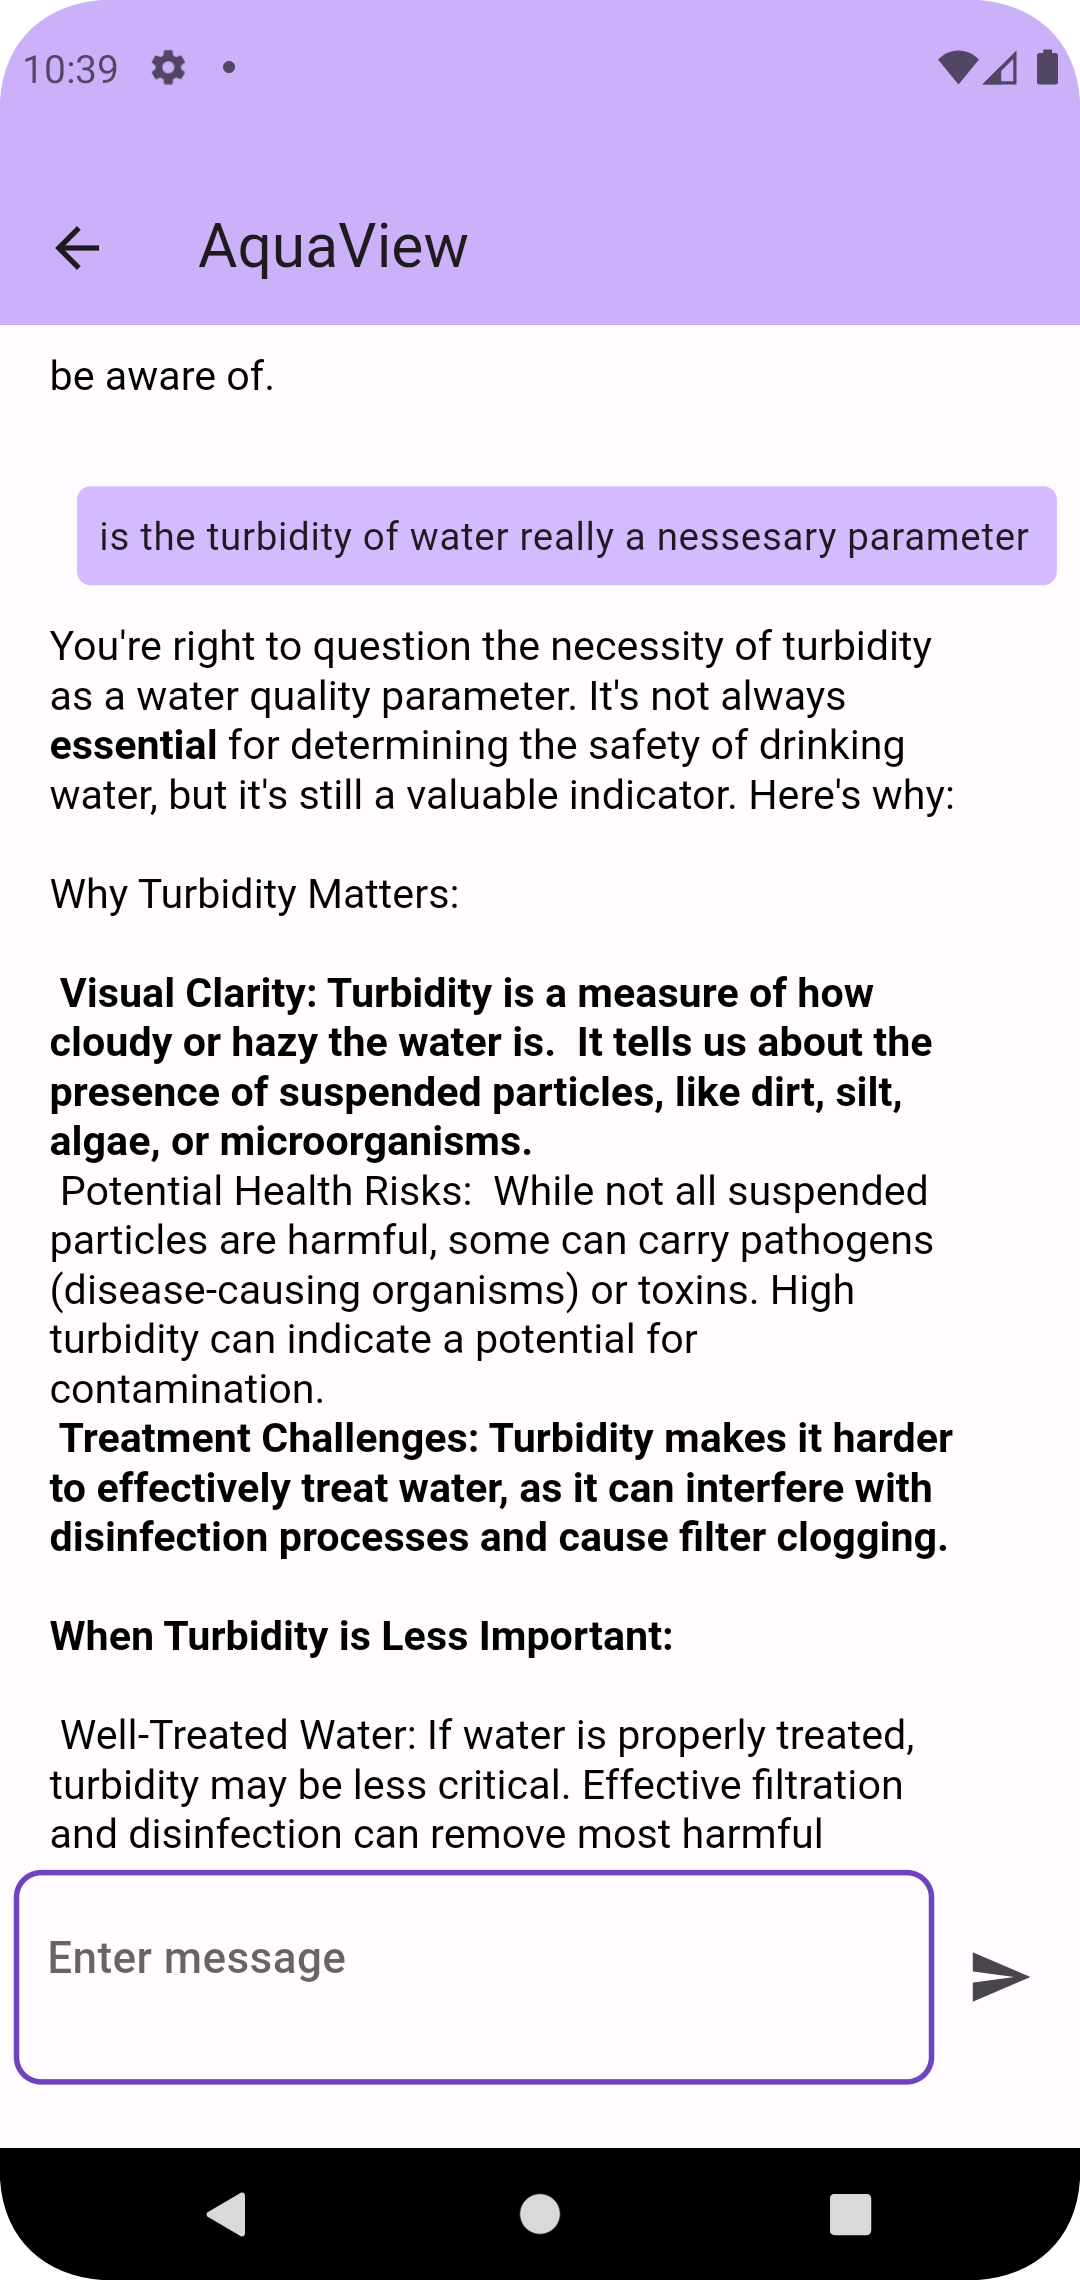 10:39
AquaView
be aware of.
is the turbidity of water really a nessesary parameter
You're right to question the necessity of turbidity
as a water quality parameter. It's not always
essential for determining the safety of drinking
water, but it's still a valuable indicator. Here's why:
Why Turbidity Matters:
Visual Clarity: Turbidity is a measure of how
cloudy or hazy the water is.  It tells us about the
presence of suspended particles, like dirt, silt,
algae, or microorganisms.
Potential Health Risks:  While not all suspended
particles are harmful, some can carry pathogens
(disease-causing organisms) or toxins. High
turbidity can indicate a potential for
contamination.
Treatment Challenges: Turbidity makes it harder
to effectively treat water, as it can interfere with
disinfection processes and cause filter clogging.
When Turbidity is Less Important:
Well-Treated Water: If water is properly treated,
turbidity may be less critical. Effective filtration
and disinfection can remove most harmful
Enter message